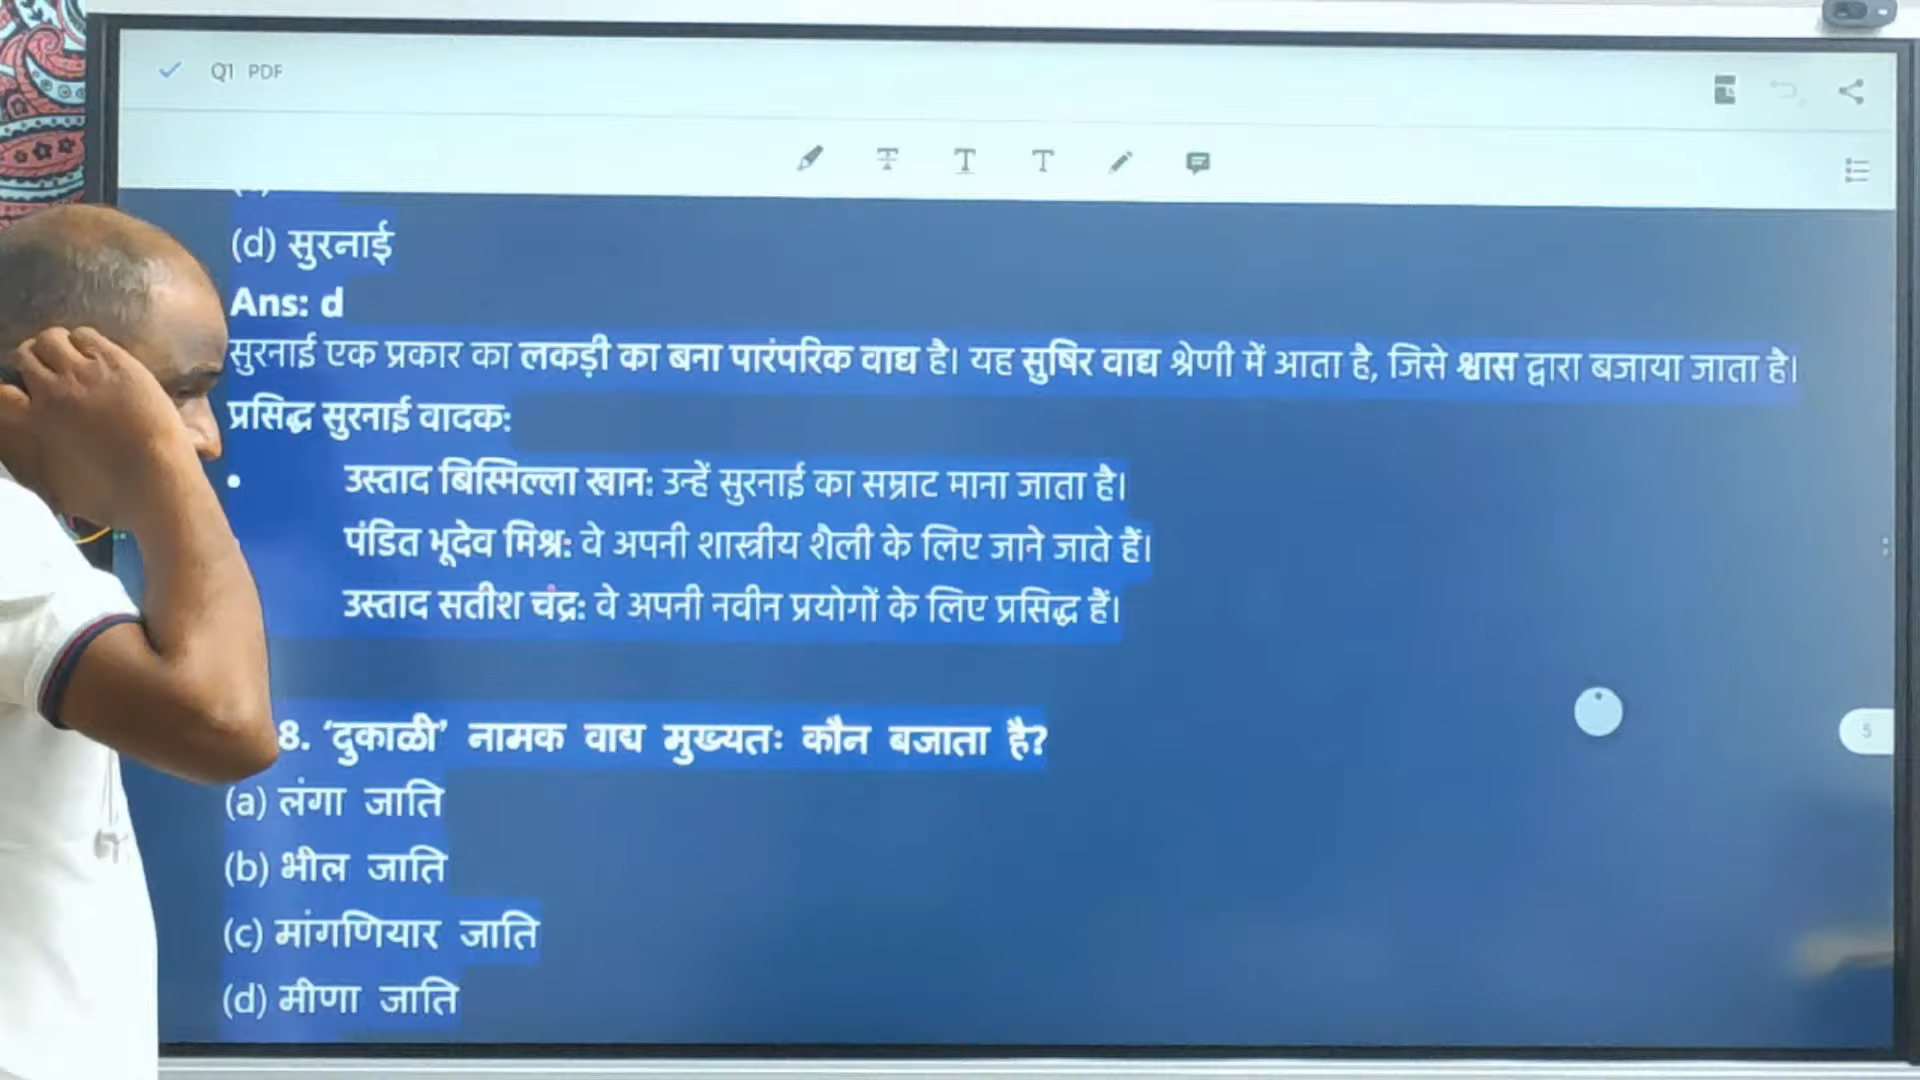 Q1 PDF
(d) सुरनाई
Ans: d
सुरनाई एक प्रकार का लकड़ी का बना पारंपरिक वाद्य है। यह सुषिर वाद्य श्रेणी में आता है, जिसे श्वास द्वारा बजाया जाता है।
प्रसिद्ध सुरनाई वादक:
• उस्ताद बिस्मिल्ला खान: उन्हें सुरनाई का सम्राट माना जाता है।
पंडित भूदेव मिश्र: वे अपनी शास्त्रीय शैली के लिए जाने जाते हैं।
उस्ताद सतीश चंद्र: वे अपनी नवीन प्रयोगों के लिए प्रसिद्ध हैं।
8. ‘दुकाळी’ नामक वाद्य मुख्यतः कौन बजाता है?
5
(a) लंगा जाति
(b) भील जाति
(c) मांगणियार जाति
(d) मीणा जाति